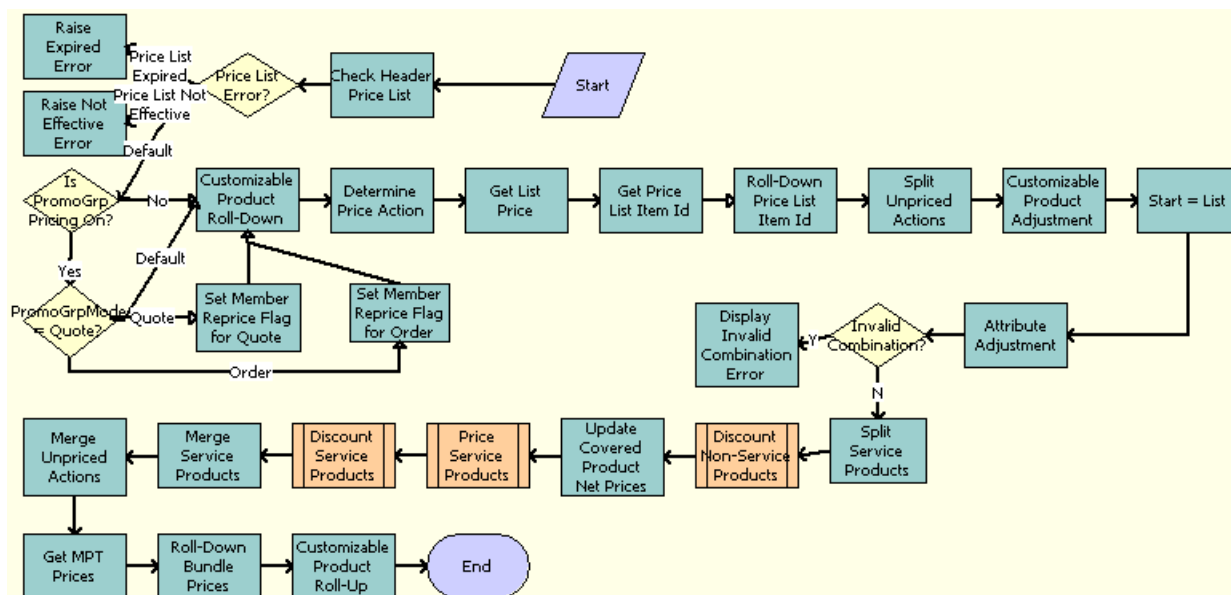 Raise
Expired
Error
Price List
Expired
Price List
Error?
Check Header
Price List
Start
Raise Not
Effective
Error
Price List Not
Effective
Default
Is
PromoGrp
Pricing On?
No
Customizable
Product
Roll-Down
Determine
Price Action
Get List
Price
Get Price
List Item Id
Roll-Down
Price List
Item Id
Split
Unpriced
Actions
Customizable
Product
Adjustment
Start = List
Yes
Default
PromoGrpMode
= Quote?
Quote
Set Member
Reprice Flag
for Quote
Set Member
Reprice Flag
for Order
Order
Display
Invalid
Combination
Error
Y
Invalid
Combination?
Attribute
Adjustment
N
Merge
Unpriced
Actions
Merge
Service
Products
Discount
Service
Products
Price
Service
Products
Update
Covered
Product
Net Prices
Discount
Non-Service
Products
Split
Service
Products
Get MPT
Prices
Roll-Down
Bundle
Prices
Customizable
Product
Roll-Up
End